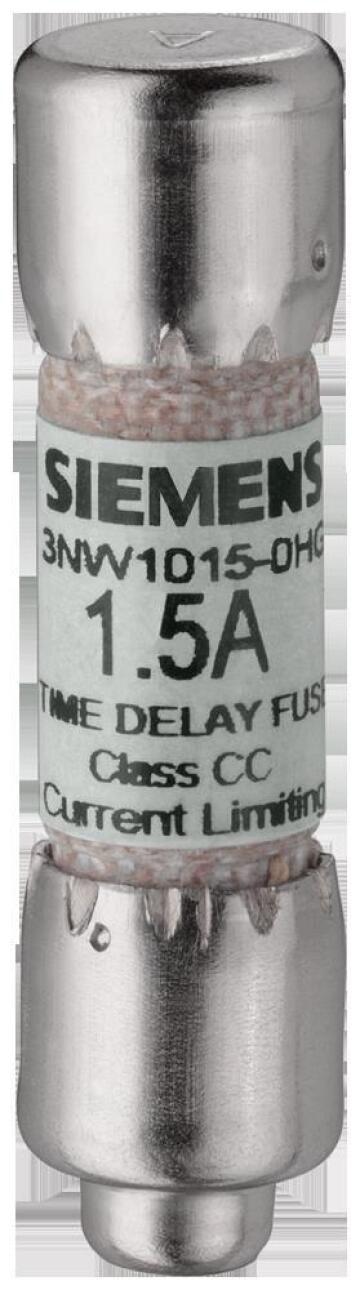 SIEMENS
3NW1015-0HG
1.5A
TIME DELAY FUSE
Class CC
Current Limiting